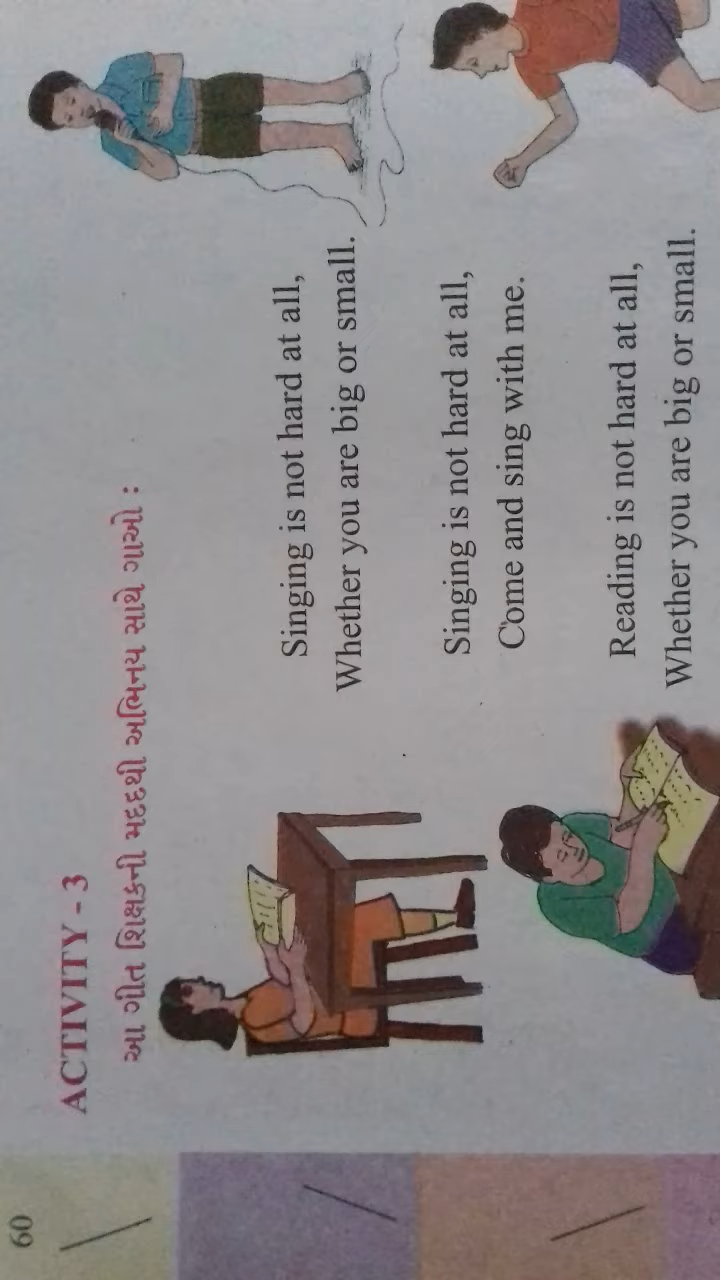 60
ACTIVITY - 3
આ ગીત શિક્ષકની મદદથી અભિનય સાથે ગાઓ :
Singing is not hard at all,
Whether you are big or small.
Singing is not hard at all,
Come and sing with me.
Reading is not hard at all,
Whether you are big or small.